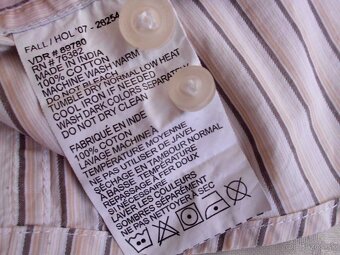 FALL / HOL '07 - 28254
VDR # 89780
RN # 76382
MADE IN INDIA
100% COTTON
MACHINE WASH WARM
DO NOT BLEACH
TUMBLE DRY NORMAL LOW HEAT
COOL IRON IF NEEDED
WASH DARK COLORS SEPARATELY
DO NOT DRY CLEAN
FABRIQUÉ EN INDE
100% COTON
LAVAGE MACHINE À
TEMPÉRATURE MOYENNE
NE PAS UTILISER DE JAVEL
SÉCHAGE EN TAMBOUR NORMAL
À BASSE TEMPÉRATURE
REPASSAGE À FER DOUX
SI NÉCESSAIRE
LAVER LES COULEURS
SOMBRES SÉPARÉMENT
NE PAS NETTOYER À SEC